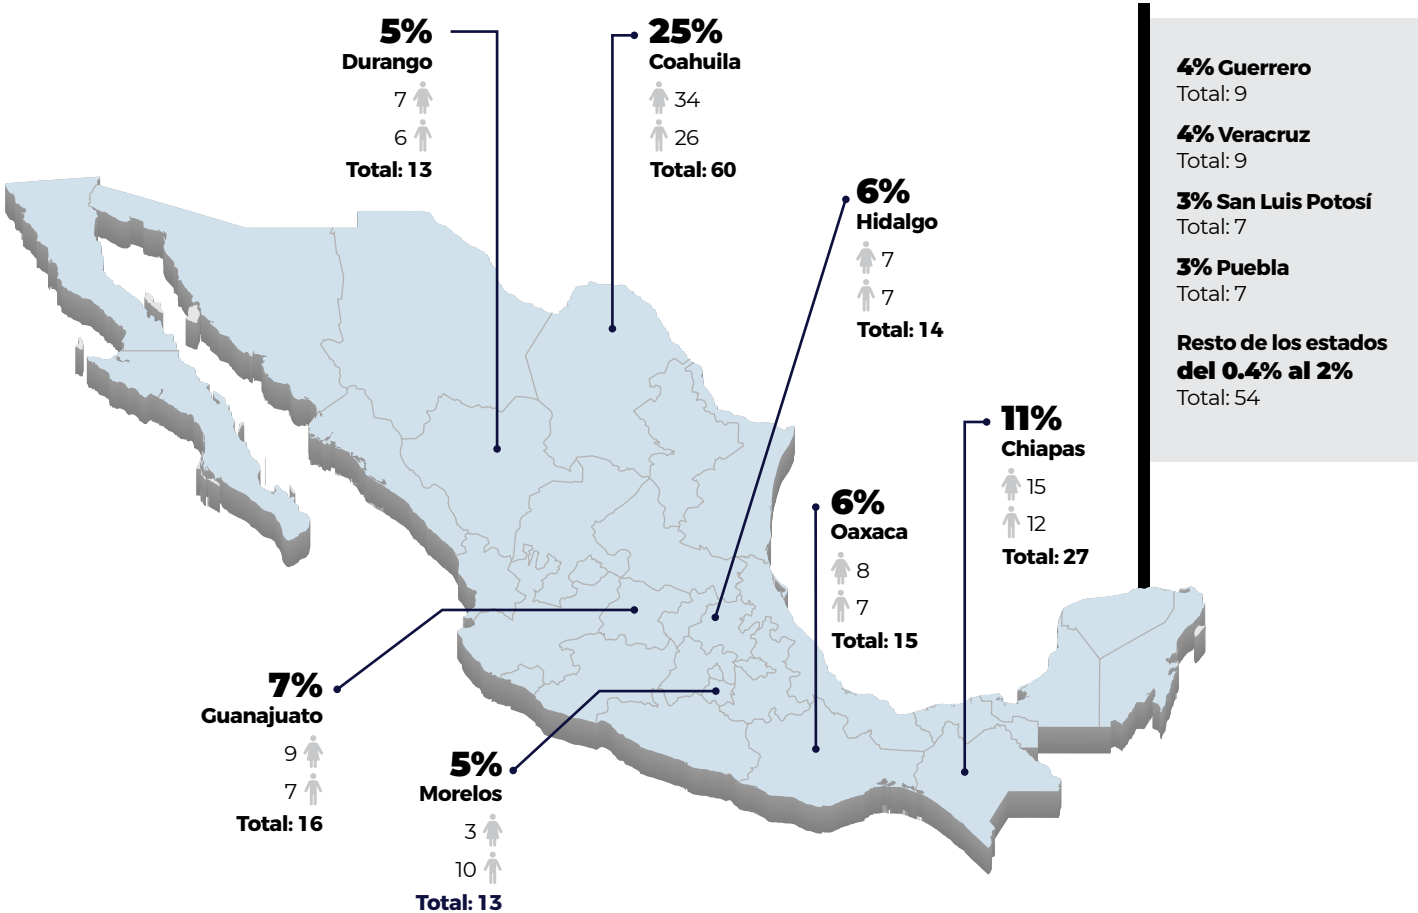 5%
Durango
7
6
Total: 13
25%
Coahuila
34
26
Total: 60
6%
Hidalgo
7
7
Total: 14
11%
Chiapas
15
12
Total: 27
6%
Oaxaca
8
7
Total: 15
7%
Guanajuato
9
7
Total: 16
5%
Morelos
3
10
Total: 13
4% Guerrero
Total: 9
4% Veracruz
Total: 9
3% San Luis Potosí
Total: 7
3% Puebla
Total: 7
Resto de los estados
del 0.4% al 2%
Total: 54